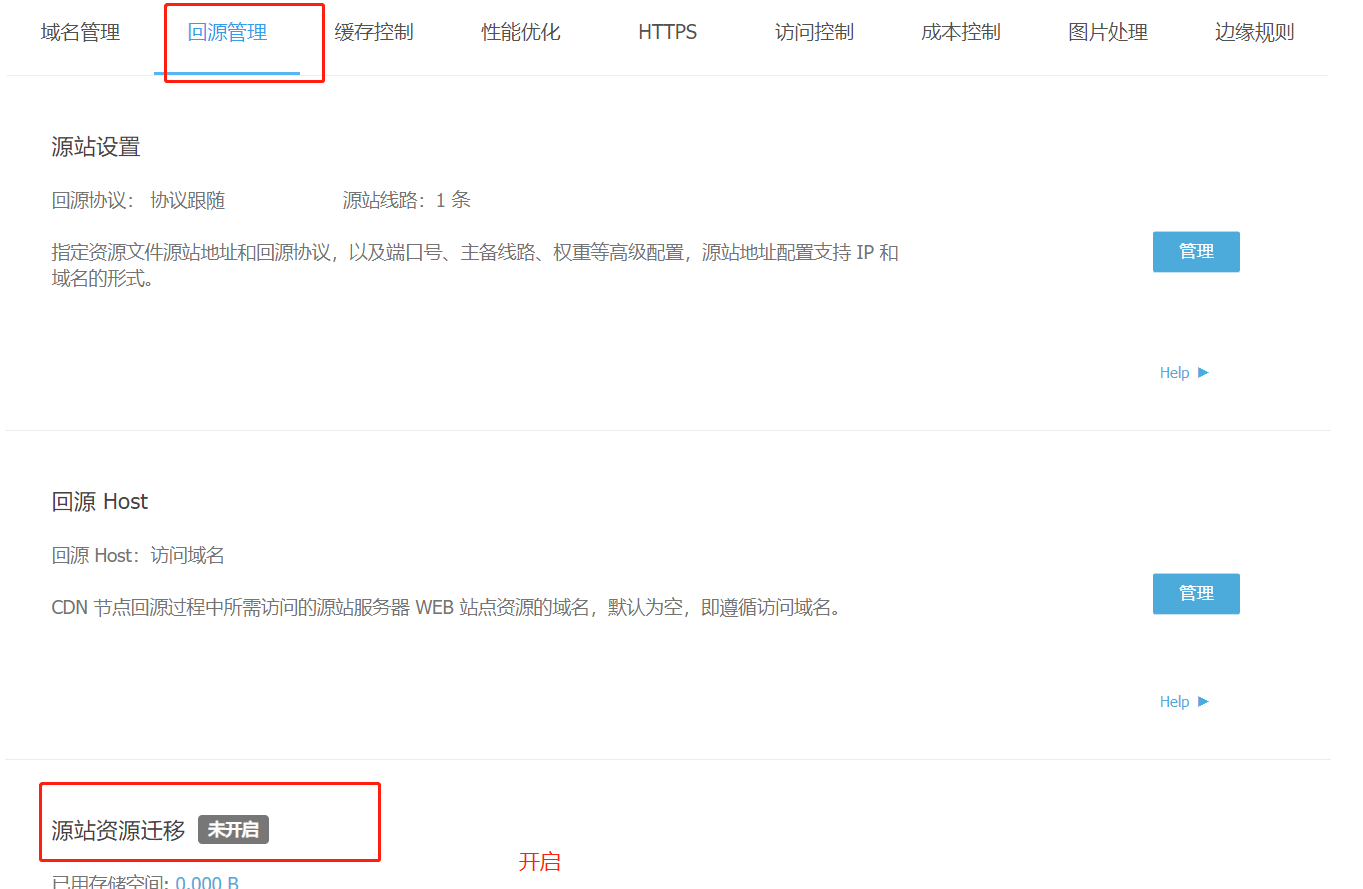 域名管理 回源管理 缓存控制 性能优化 HTTPS 访问控制 成本控制 图片处理 边缘规则
源站设置
回源协议： 协议跟随 源站线路：1 条
指定资源文件源站地址和回源协议，以及端口号、主备线路、权重等高级配置，源站地址配置支持 IP 和
域名的形式。
管理
Help ▶
回源 Host
回源 Host：访问域名
CDN 节点回源过程中所需访问的源站服务器 WEB 站点资源的域名，默认为空，即遵循访问域名。
管理
Help ▶
源站资源迁移 未开启
开启
已用存储空间: 0.000 B